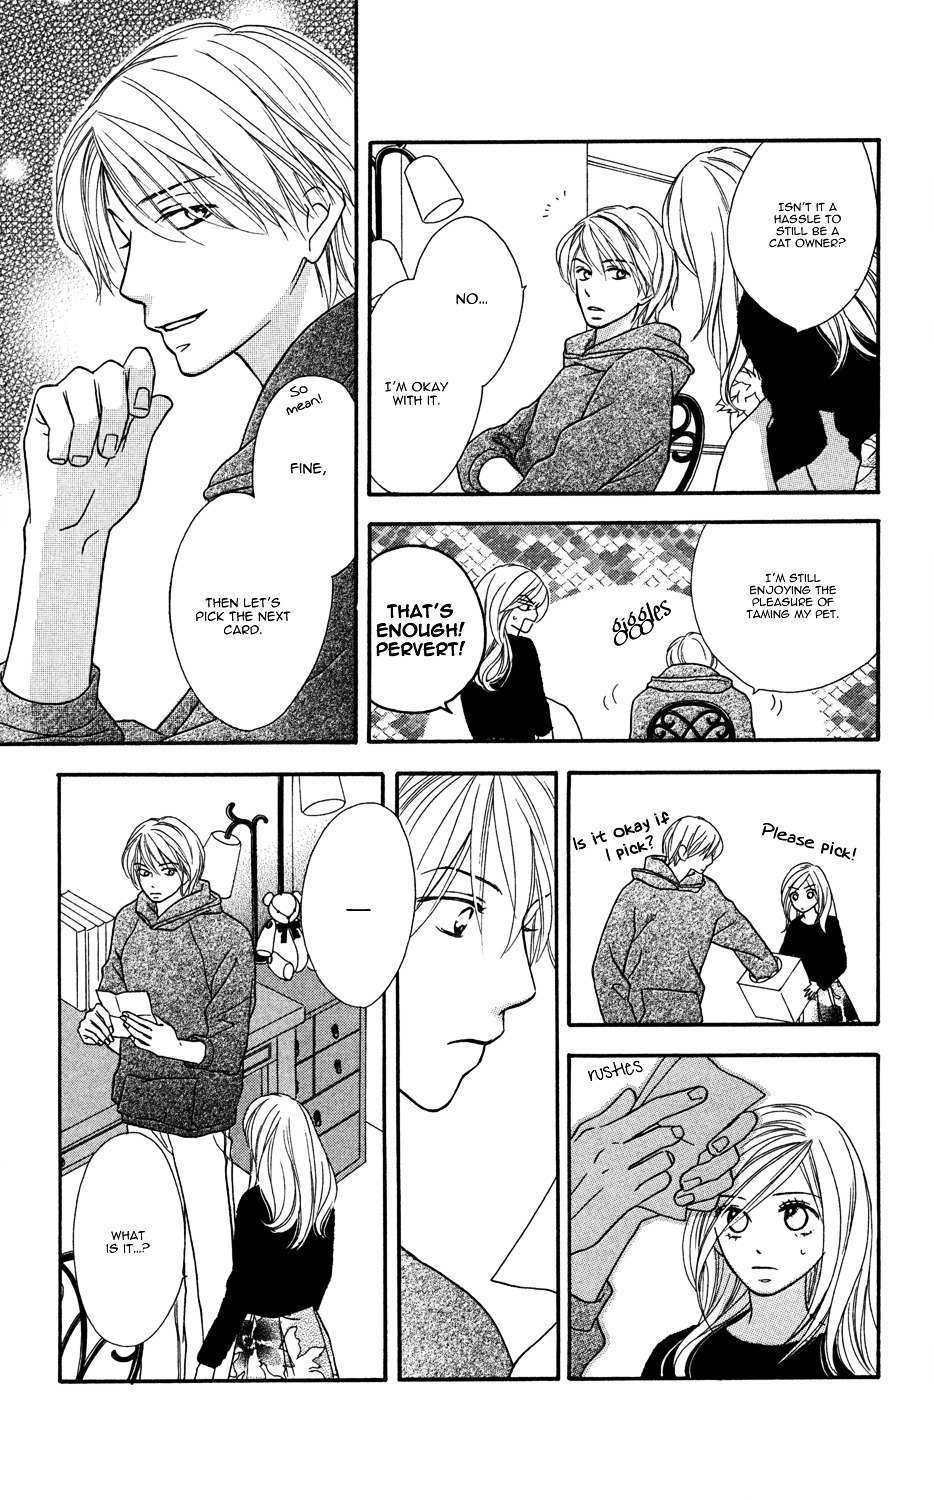 ISN'T IT A
HASSLE TO
STILL BE A
CAT OWNER?
NO...
I'M OKAY
WITH IT.
I'M STILL
ENJOYING THE
PLEASURE OF
TAMING MY PET.
giggles
THAT'S
ENOUGH!
PERVERT!
So
mean!
FINE,
THEN LET'S
PICK THE NEXT
CARD.
Please pick!
Is it okay if
I pick?
rustles
—
WHAT
IS IT...?